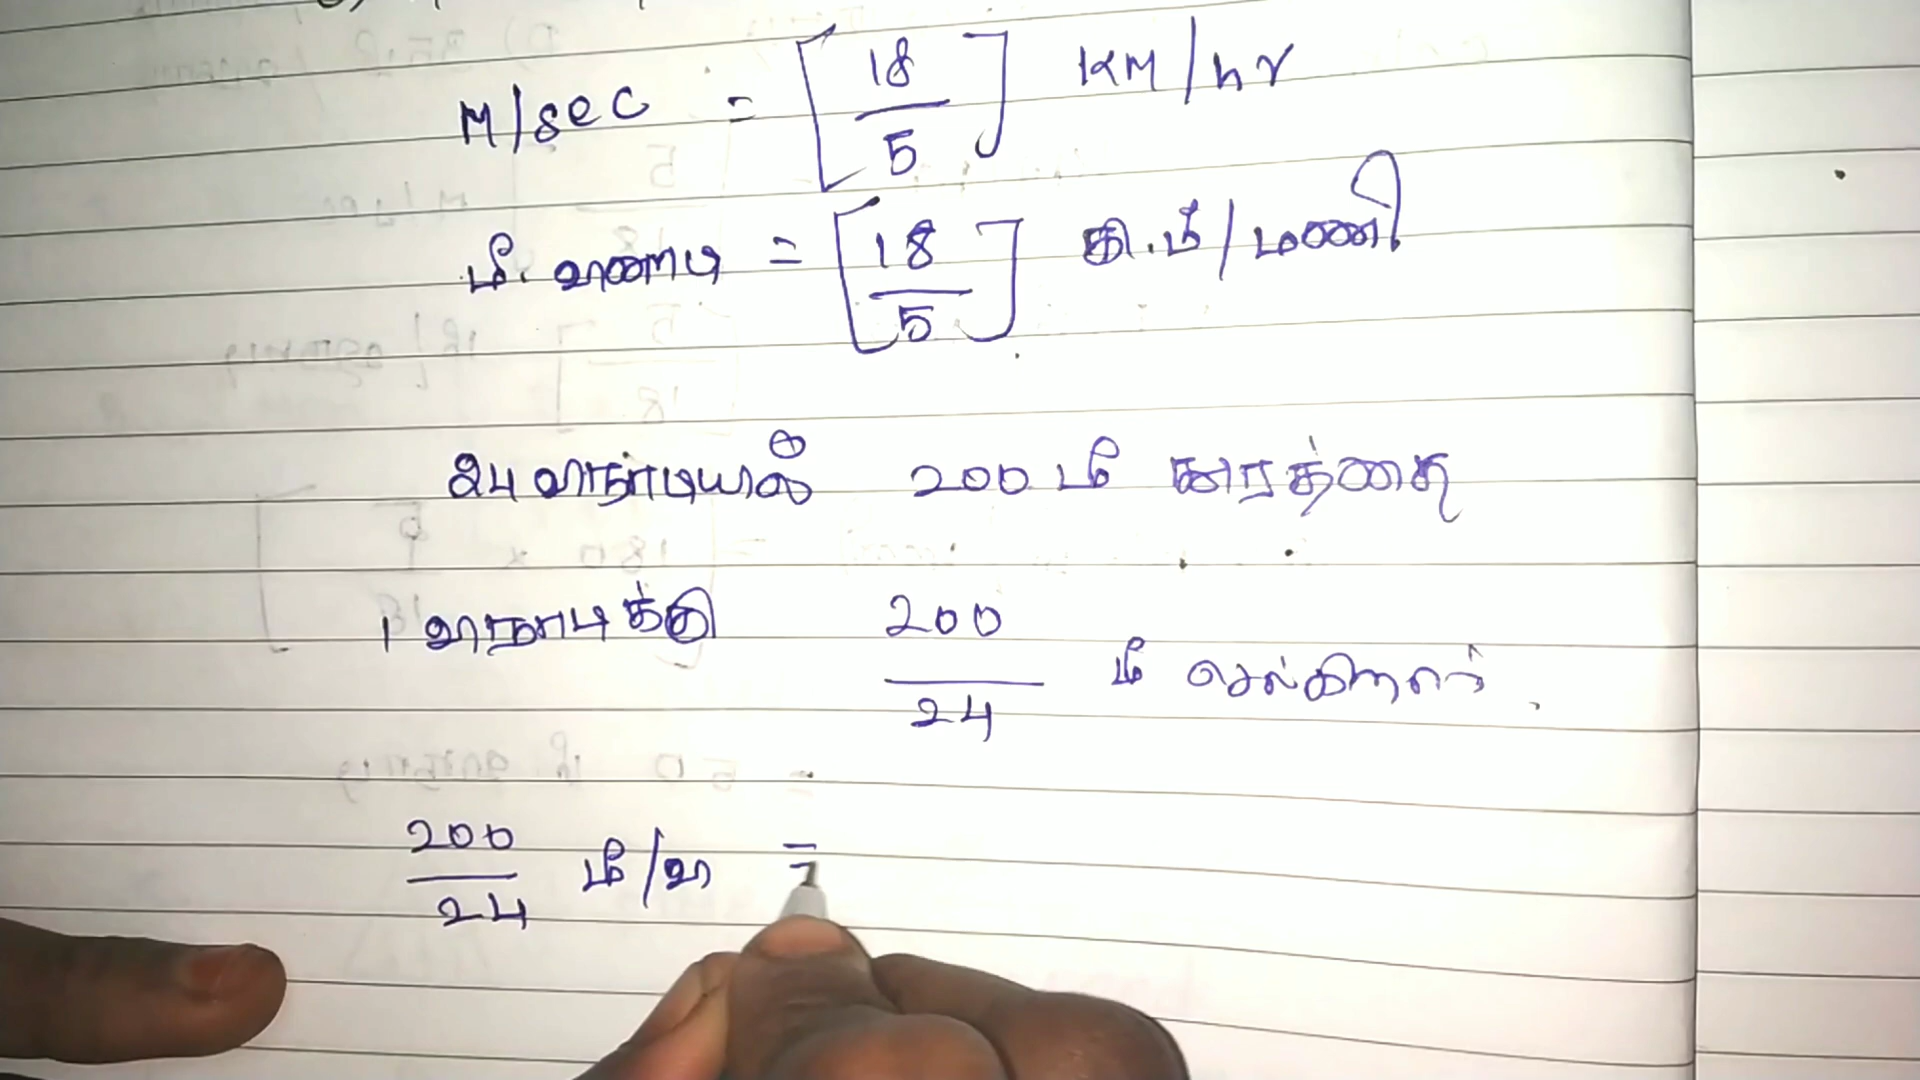 M/sec = [18/5] KM/hr
மீ. வினாடி = [18/5] கி.மீ/மணி
24 வினாடியில் 200 மீ தூரத்தை
1 வினாடிக்கு 200/24 மீ செல்கிறான்.
200/24 மீ/வி =